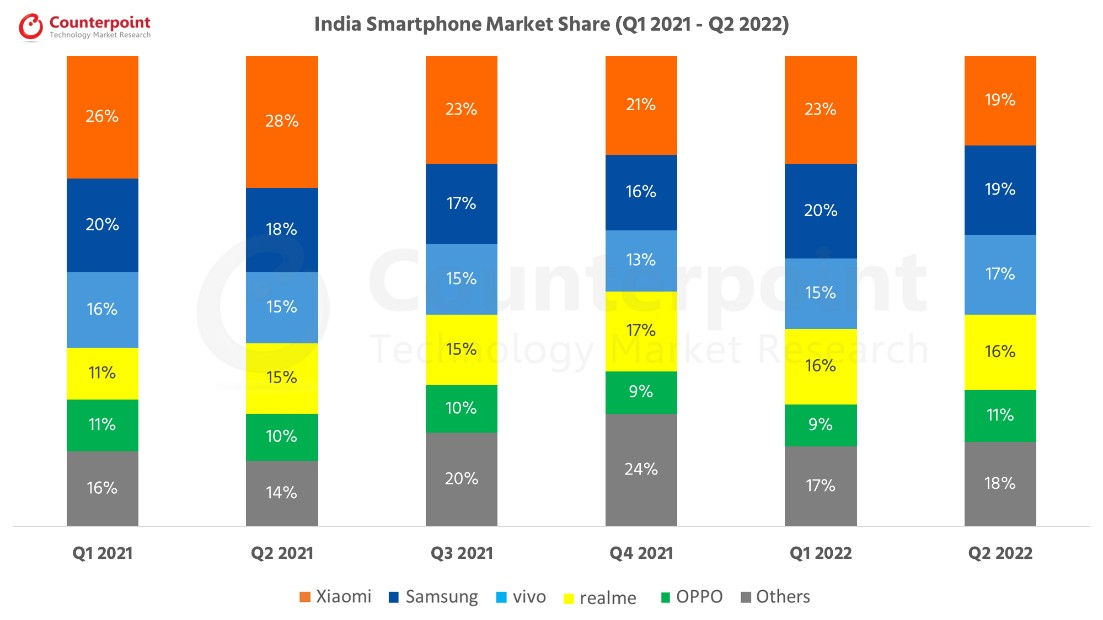 Counterpoint
Technology Market Research
India Smartphone Market Share (Q1 2021 - Q2 2022)
26% 28% 23% 21% 23% 19%
20% 18% 17% 16% 20% 19%
16% 15% 15% 13% 15% 17%
11% 15% 15% 17% 16% 16%
11% 10% 10% 9% 9% 11%
16% 14% 20% 24% 17% 18%
Counterpoint
Technology Market Research
Q1 2021 Q2 2021 Q3 2021 Q4 2021 Q1 2022 Q2 2022
Xiaomi Samsung vivo realme OPPO Others